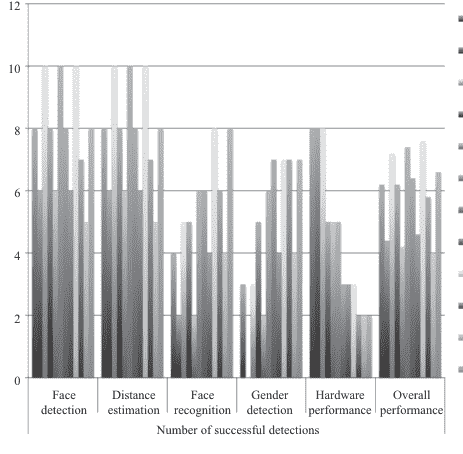 12
10
8
6
4
2
0
Face Distance Face Gender Hardware Overall
detection estimation recognition detection performance performance
Number of successful detections